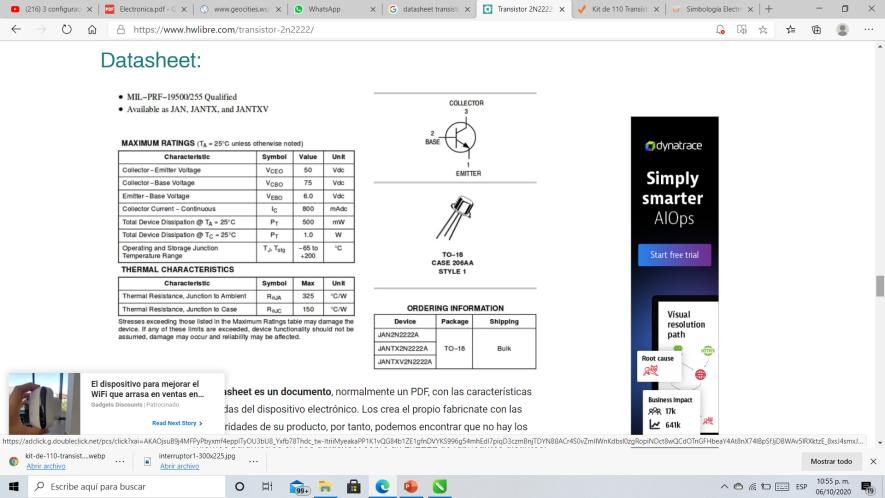 (216) 3 configurac
Electronica.pdf - G
www.geocities.ws/
WhatsApp
datasheet transist
Transistor 2N2222
Kit de 110 Transist
Simbología Electr
https://www.hwlibre.com/transistor-2n2222/
Datasheet:
• MIL-PRF-19500/255 Qualified
• Available as JAN, JANTX, and JANTXV
MAXIMUM RATINGS (TA = 25°C unless otherwise noted)
Characteristic Symbol Value Unit
Collector-Emitter Voltage VCEO 50 Vdc
Collector-Base Voltage VCBO 75 Vdc
Emitter-Base Voltage VEBO 6.0 Vdc
Collector Current - Continuous IC 800 mAdc
Total Device Dissipation @ TA = 25°C PT 500 mW
Total Device Dissipation @ TC = 25°C PT 1.0 W
Operating and Storage Junction Temperature Range TJ, Tstg -65 to +200 °C
THERMAL CHARACTERISTICS
Characteristic Symbol Max Unit
Thermal Resistance, Junction to Ambient RθJA 325 °C/W
Thermal Resistance, Junction to Case RθJC 150 °C/W
Stresses exceeding those listed in the Maximum Ratings table may damage the
device. If any of these limits are exceeded, device functionality should not be
assumed, damage may occur and reliability may be affected.
COLLECTOR
3
2
BASE
1
EMITTER
TO-18
CASE 206AA
STYLE 1
ORDERING INFORMATION
Device Package Shipping
JAN2N2222A
JANTX2N2222A TO-18 Bulk
JANTXV2N2222A
dynatrace
Simply
smarter
AIOps
Start free trial
Visual
resolution
path
Root cause
Business impact
17k
641k
El dispositivo para mejorar el
WiFi que arrasa en ventas en...
Gadgets Discounts | Patrocinado
Read Next Story >
asheet es un documento, normalmente un PDF, con las características
das del dispositivo electrónico. Los crea el propio fabricnate con las
ridades de su producto, por tanto, podemos encontrar que no hay los
kit-de-110-transist....webp
Abrir archivo
interruptor1-300x225.jpg
Abrir archivo
Mostrar todo
Escribe aquí para buscar
99+
ESP
10:55 p. m.
06/10/2020
19